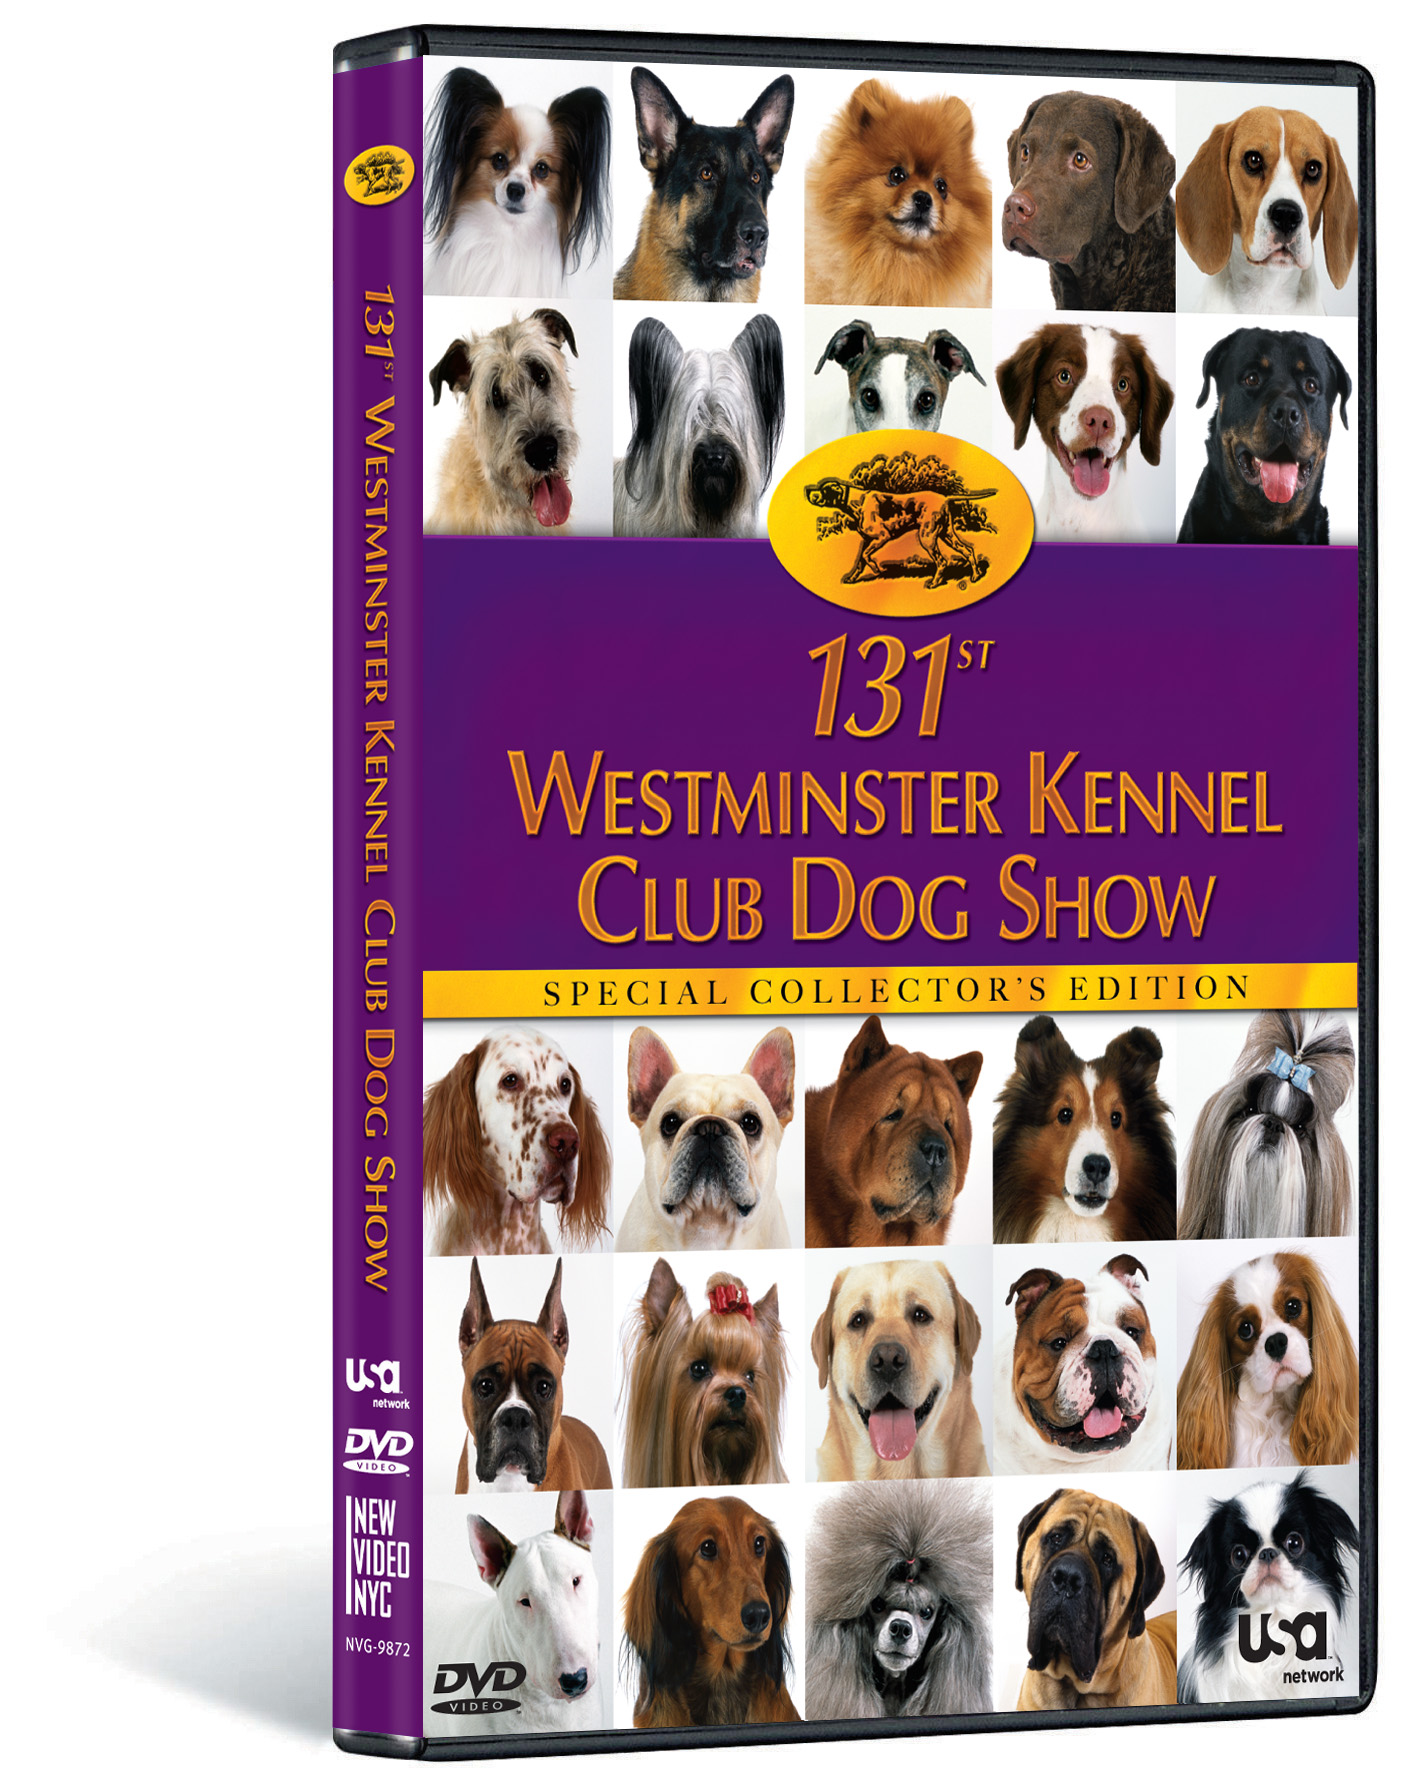 131ST WESTMINSTER KENNEL CLUB DOG SHOW
usa
network
DVD
VIDEO
NEW
VIDEO
NYC
NVG-9872
131ST
WESTMINSTER KENNEL
CLUB DOG SHOW
SPECIAL COLLECTOR'S EDITION
DVD
VIDEO
usa
network